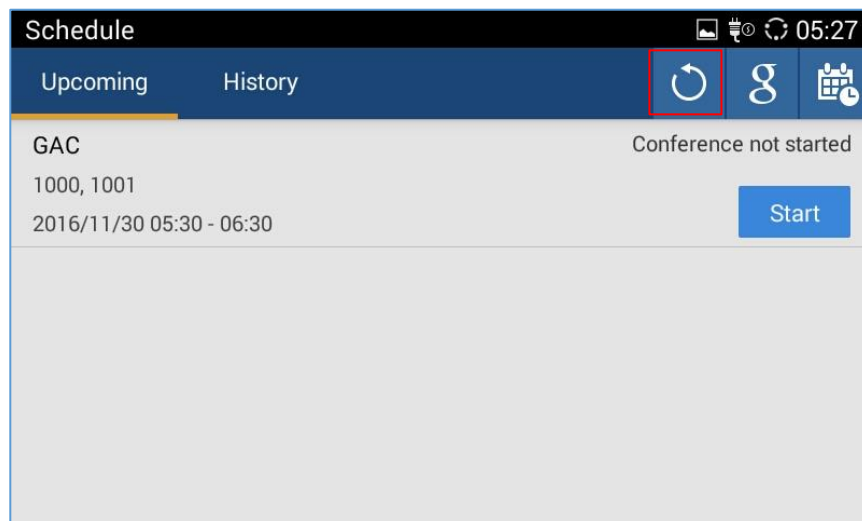 Schedule 05:27
Upcoming History g
GAC Conference not started
1000, 1001
Start
2016/11/30 05:30 - 06:30